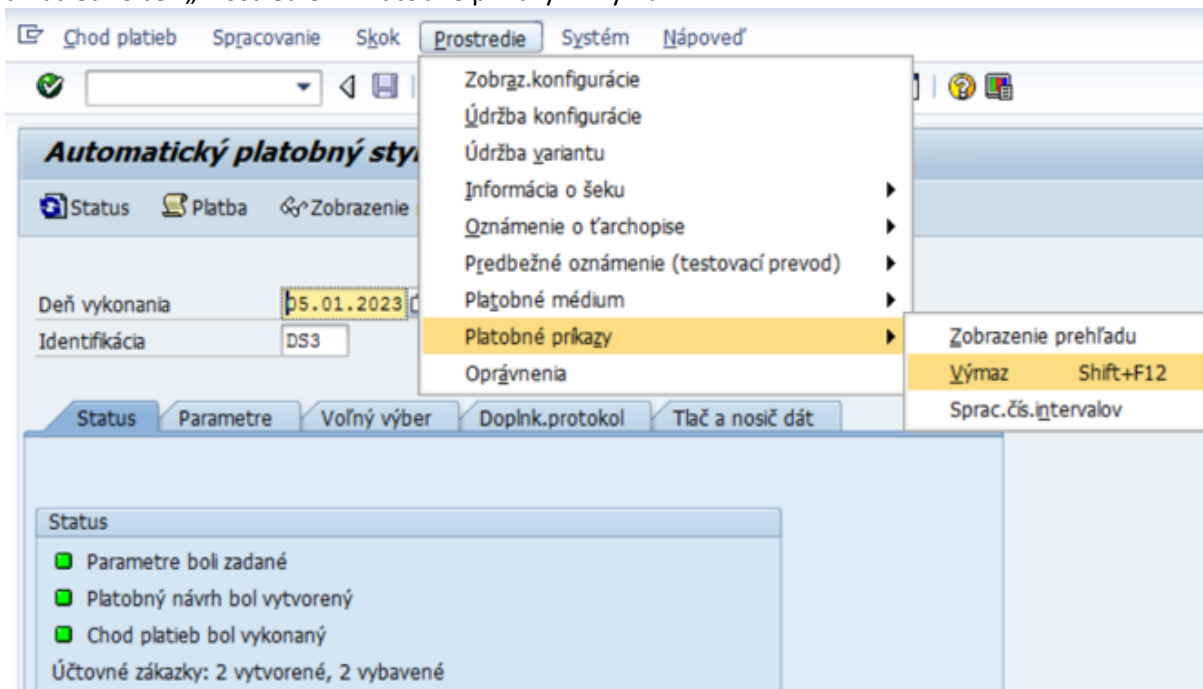 Chod platieb Spracovanie Skok Prostredie Systém Nápoveď
Zobraz.konfigurácie
Údržba konfigurácie
Údržba variantu
Informácia o šeku
Oznámenie o ťarchopise
Predbežné oznámenie (testovací prevod)
Platobné médium
Platobné príkazy
Oprávnenia
Zobrazenie prehľadu
Výmaz Shift+F12
Sprac.čís.intervalov
Automatický platobný
Status Platba Zobrazenie
Deň vykonania 05.01.2023
Identifikácia DS3
Status Parametre Voľný výber Doplnk.protokol Tlač a nosič dát
Status
Parametre boli zadané
Platobný návrh bol vytvorený
Chod platieb bol vykonaný
Účtovné zákazky: 2 vytvorené, 2 vybavené